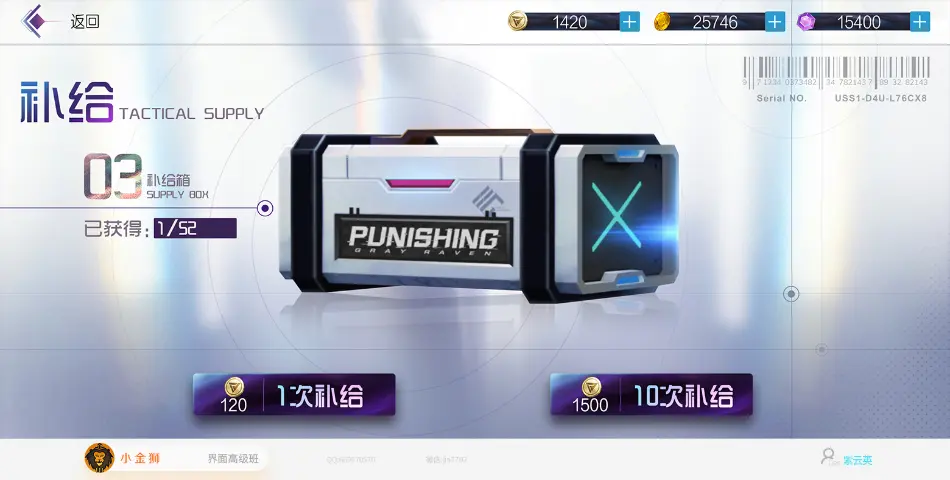 返回
1420
25746
15400
补给 TACTICAL SUPPLY
Serial NO. USS1-D4U-L76CX8
03 补给箱
SUPPLY BOX
已获得: 1/52
PUNISHING
GRAY RAVEN
120 1次补给
1500 10次补给
小金狮 界面高级班
紫云英